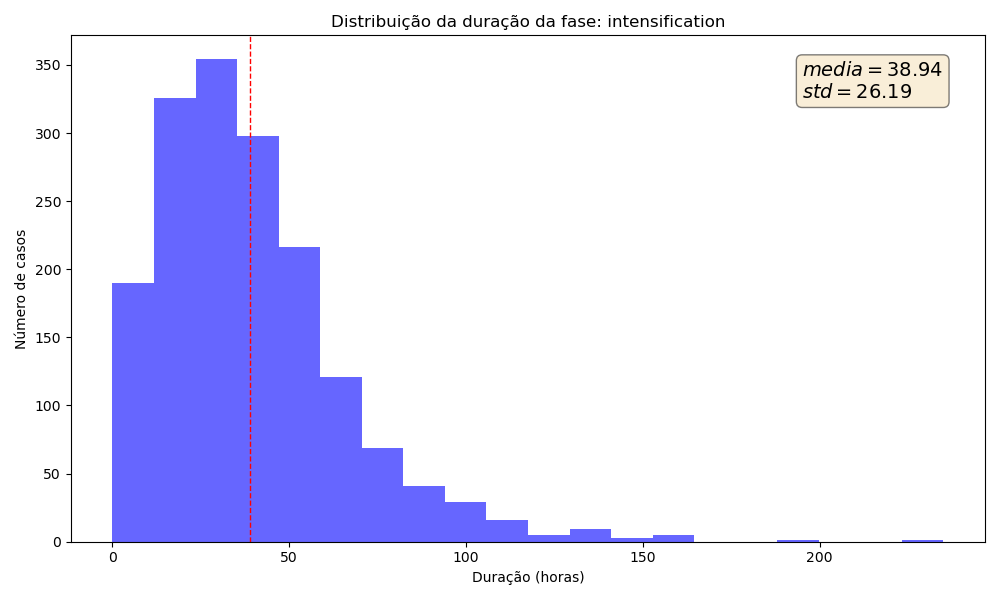 Distribuição da duração da fase: intensification
media = 38.94
std = 26.19
Número de casos
350
300
250
200
150
100
50
0
0 50 100 150 200
Duração (horas)